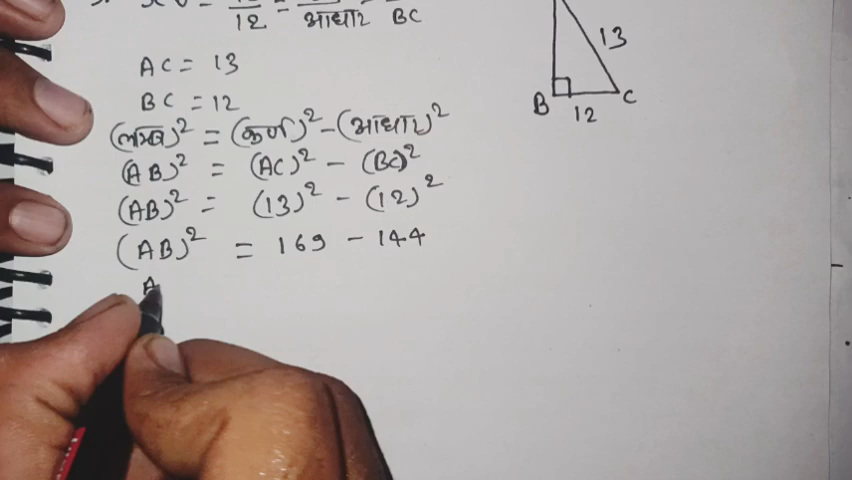 12 आधार BC
AC = 13
BC = 12
(लम्ब)² = (कर्ण)² - (आधार)²
(AB)² = (AC)² - (BC)²
(AB)² = (13)² - (12)²
(AB)² = 169 - 144
A
13
B
12
C